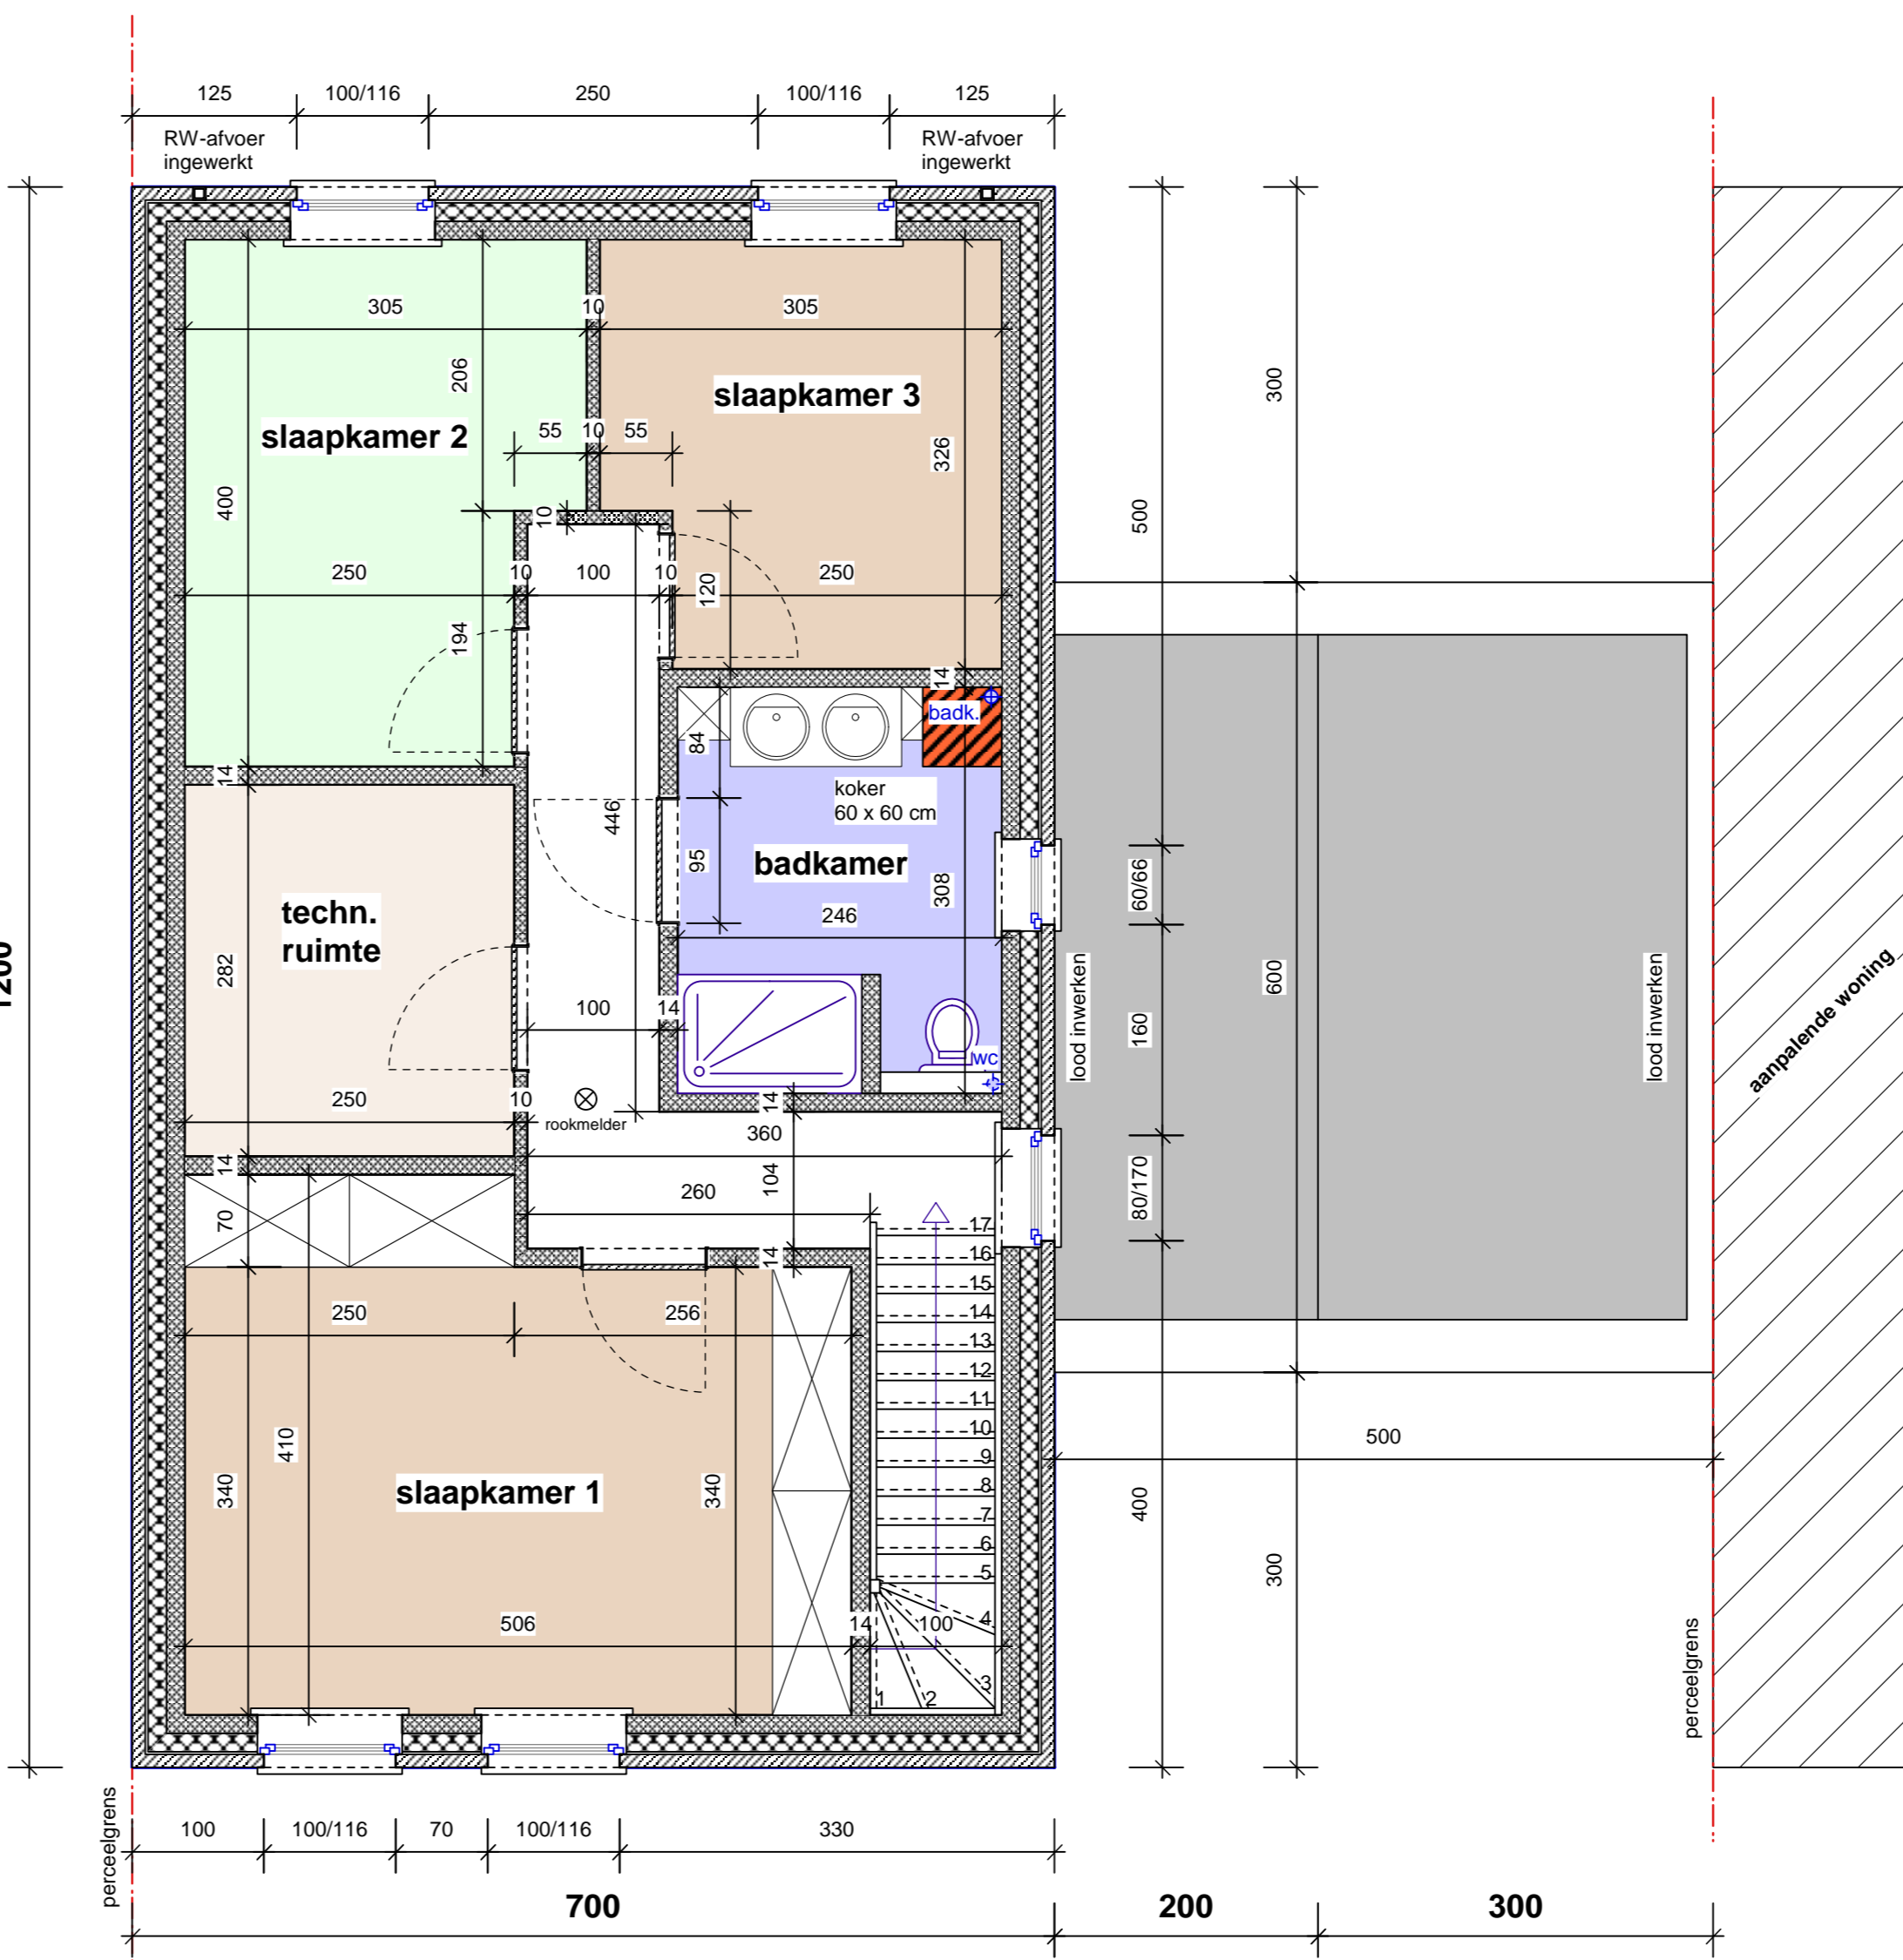 125 100/116 250 100/116 125
RW-afvoer
ingewerkt
RW-afvoer
ingewerkt
305 10 305
206
300
slaapkamer 3
slaapkamer 2
55 10 55
326
400
10
500
250 10 100 10 250
120
194
14
badk.
84
14
446
koker
60 x 60 cm
95
badkamer
308
60/66
techn.
ruimte
246
282
1200
600
lood inwerken
lood inwerken
160
aanpalende woning
100 14
wc
250 10
14
rookmelder
360
14
104
80/170
260
70
14
17
16
15
14
13
12
11
10
9
8
7
6
5
4
3
2
1
250 256
410
340
340
500
slaapkamer 1
400
300
506 14 100
perceelgrens
perceelgrens
100 100/116 70 100/116 330
700 200 300